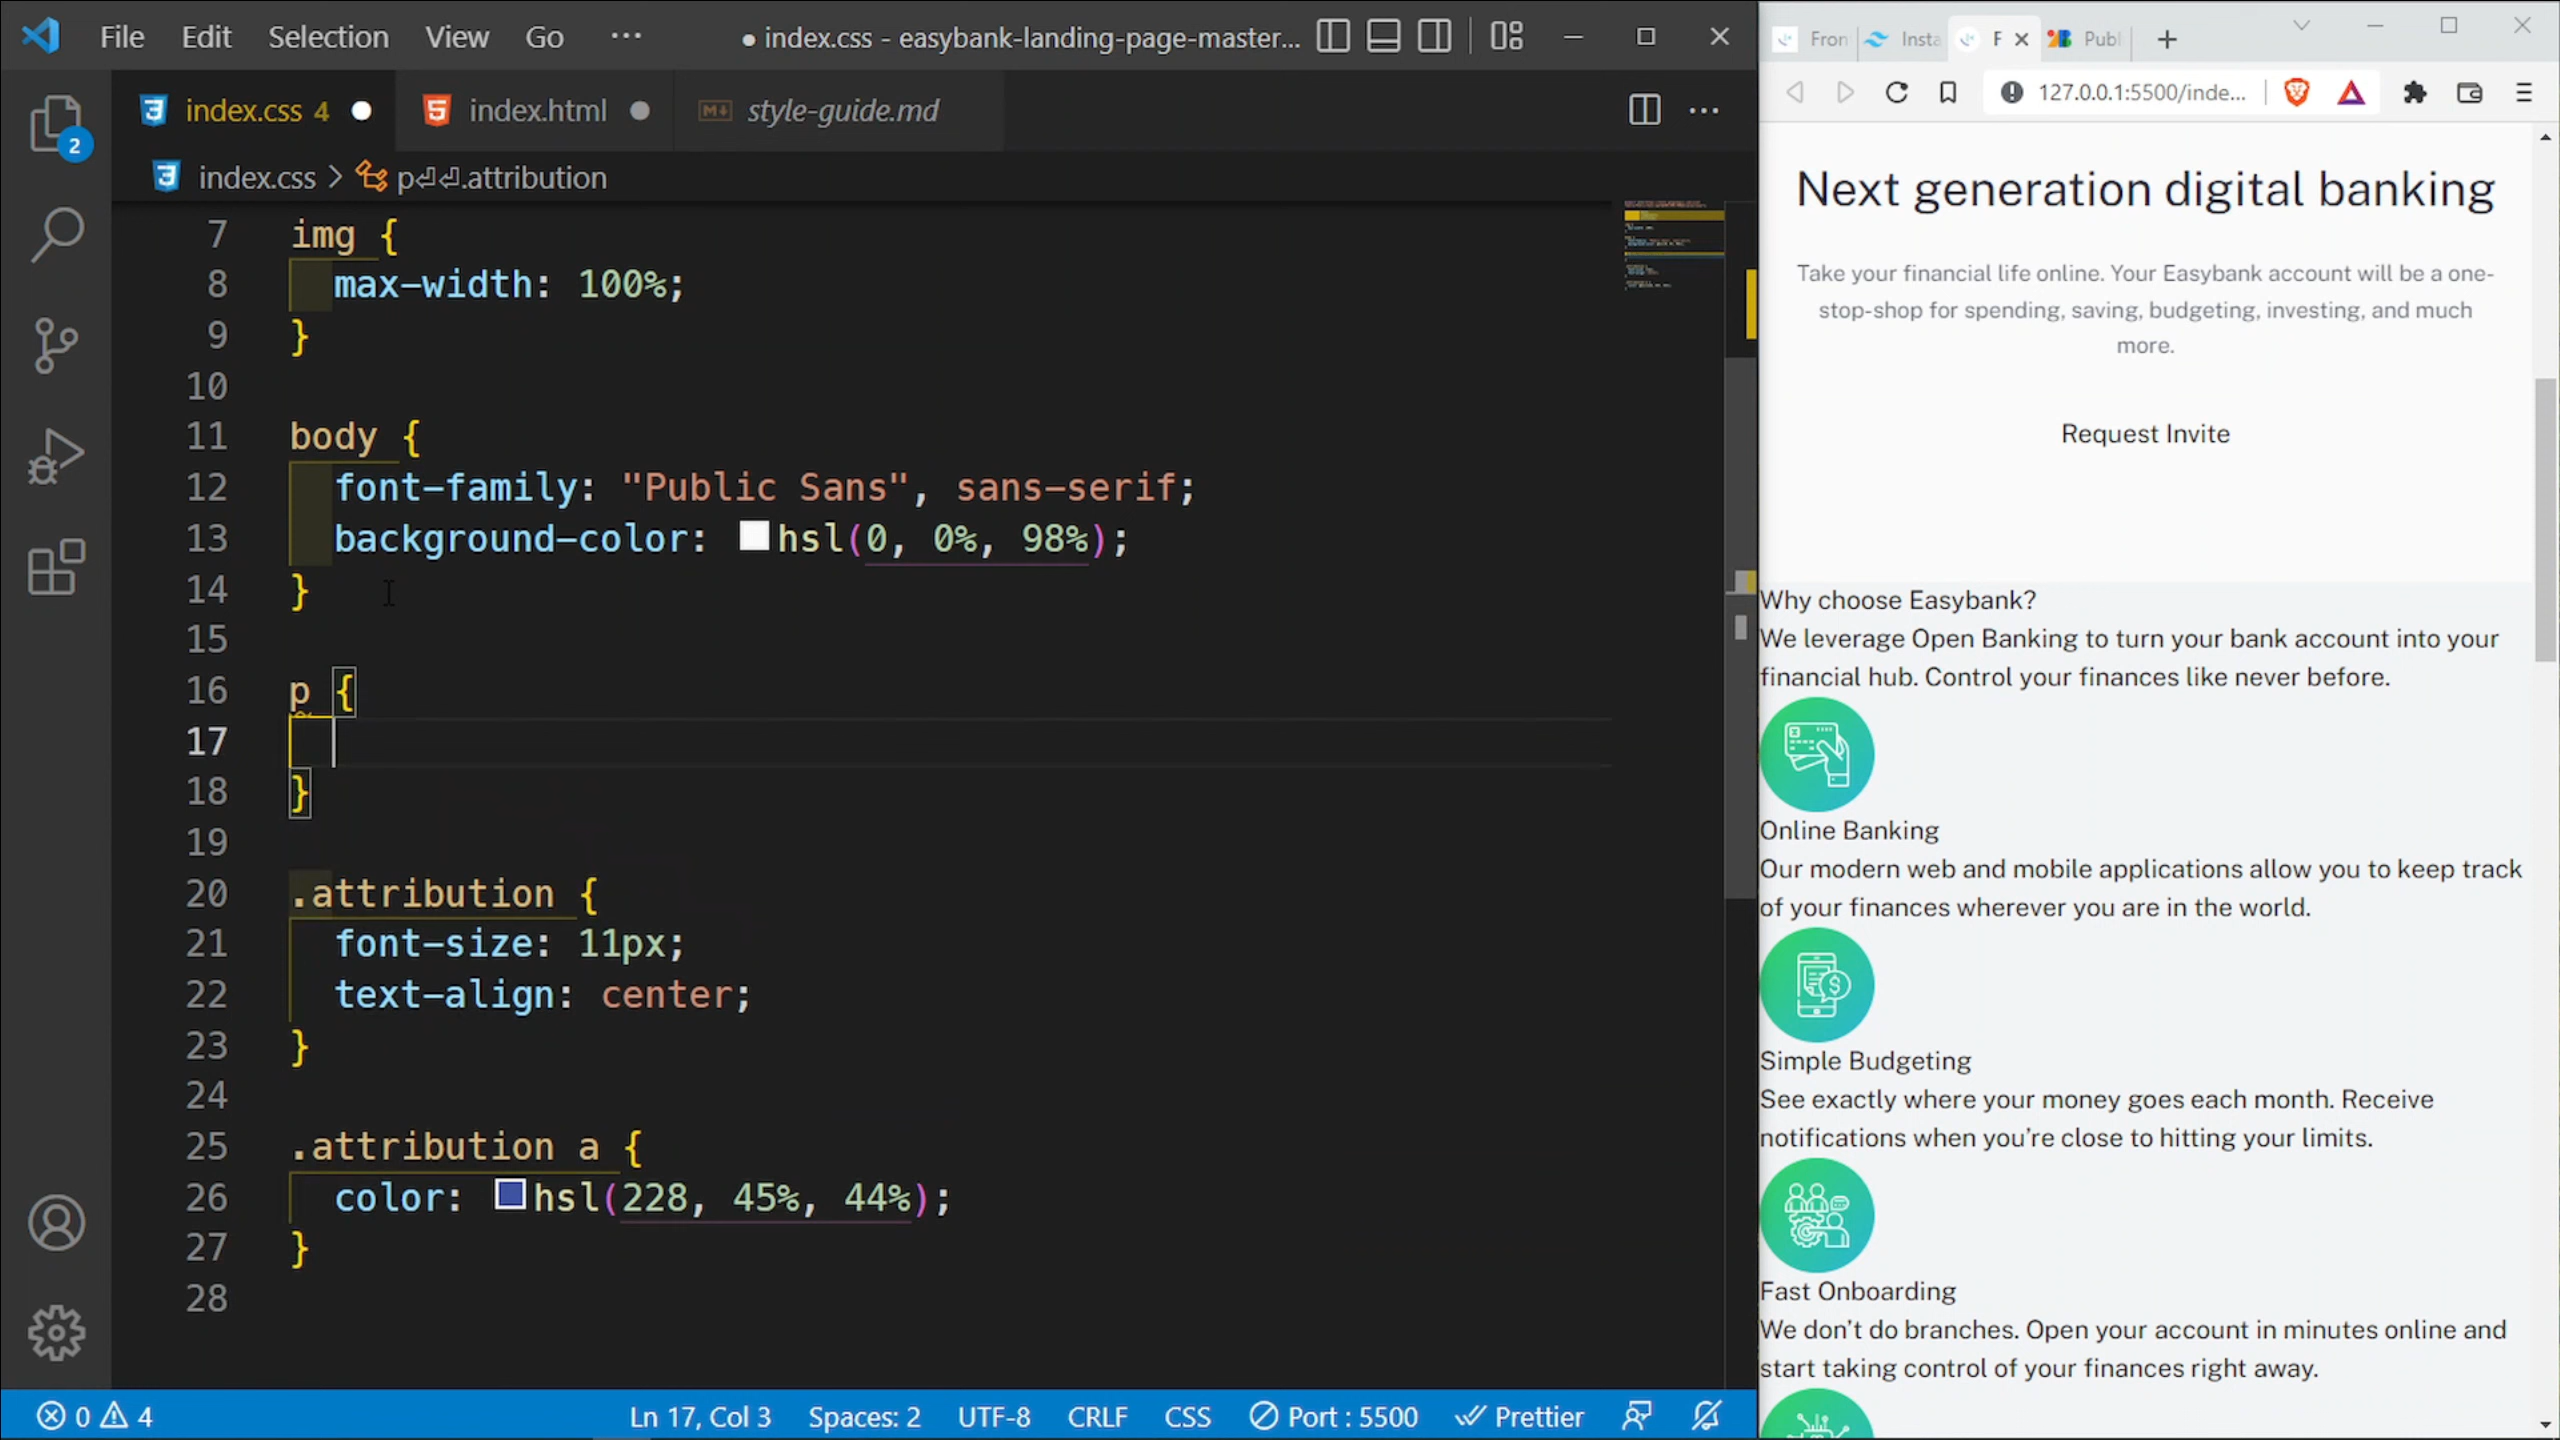 File Edit Selection View Go ··· ● index.css - easybank-landing-page-master...
index.css 4 ● index.html ● style-guide.md ···
index.css > p⏎⏎.attribution
2
7 img {
8 max-width: 100%;
9 }
10
11 body {
12 font-family: "Public Sans", sans-serif;
13 background-color: hsl(0, 0%, 98%);
14 }
15
16 p {
17
18 }
19
20 .attribution {
21 font-size: 11px;
22 text-align: center;
23 }
24
25 .attribution a {
26 color: hsl(228, 45%, 44%);
27 }
28
0 4 Ln 17, Col 3 Spaces: 2 UTF-8 CRLF CSS Port : 5500 Prettier
Fron Insta F Publ
127.0.0.1:5500/inde...
Next generation digital banking
Take your financial life online. Your Easybank account will be a one-
stop-shop for spending, saving, budgeting, investing, and much
more.
Request Invite
Why choose Easybank?
We leverage Open Banking to turn your bank account into your
financial hub. Control your finances like never before.
Online Banking
Our modern web and mobile applications allow you to keep track
of your finances wherever you are in the world.
Simple Budgeting
See exactly where your money goes each month. Receive
notifications when you’re close to hitting your limits.
Fast Onboarding
We don’t do branches. Open your account in minutes online and
start taking control of your finances right away.